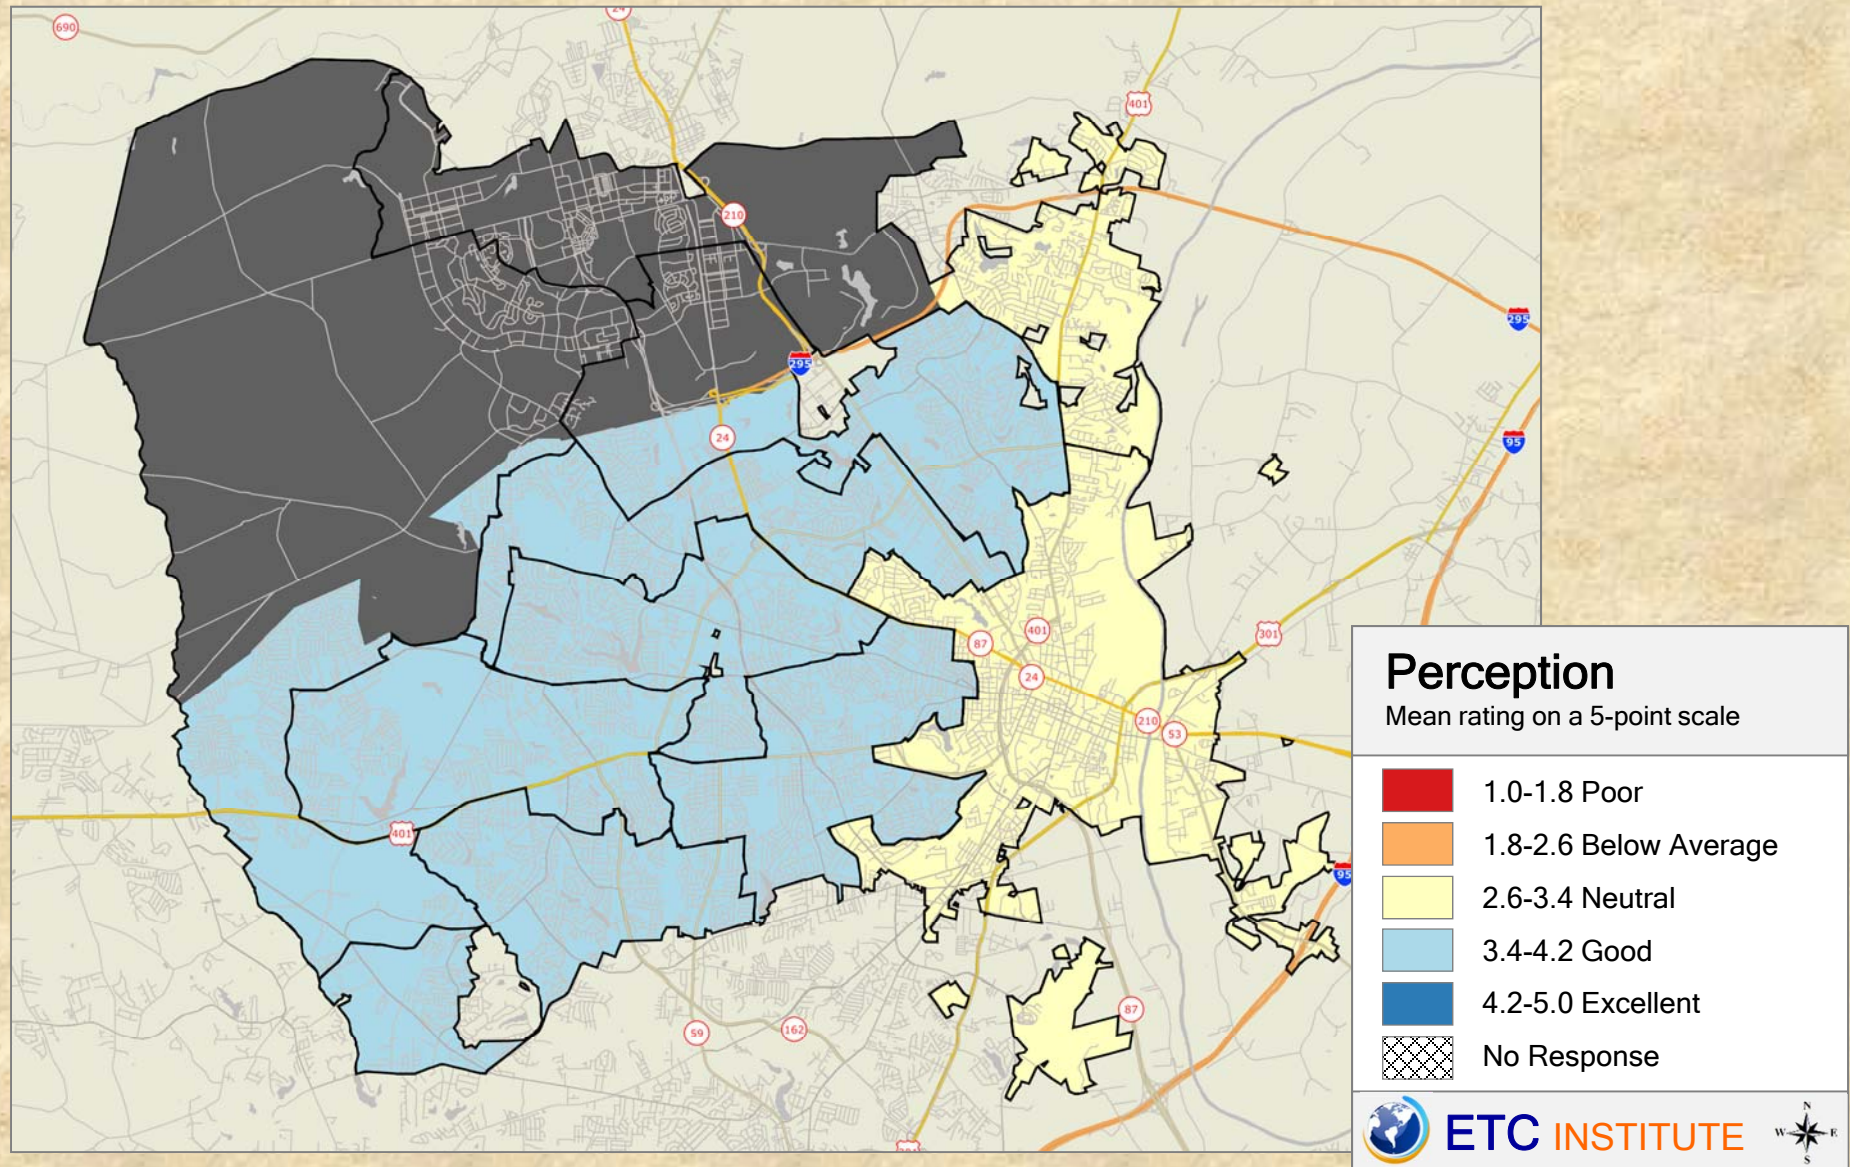 690
24
401
210
295
295
24
95
401
87
301
24
210
53
401
95
87
59
162
Perception
Mean rating on a 5-point scale
1.0-1.8 Poor
1.8-2.6 Below Average
2.6-3.4 Neutral
3.4-4.2 Good
4.2-5.0 Excellent
No Response
ETC INSTITUTE
N
W E
S